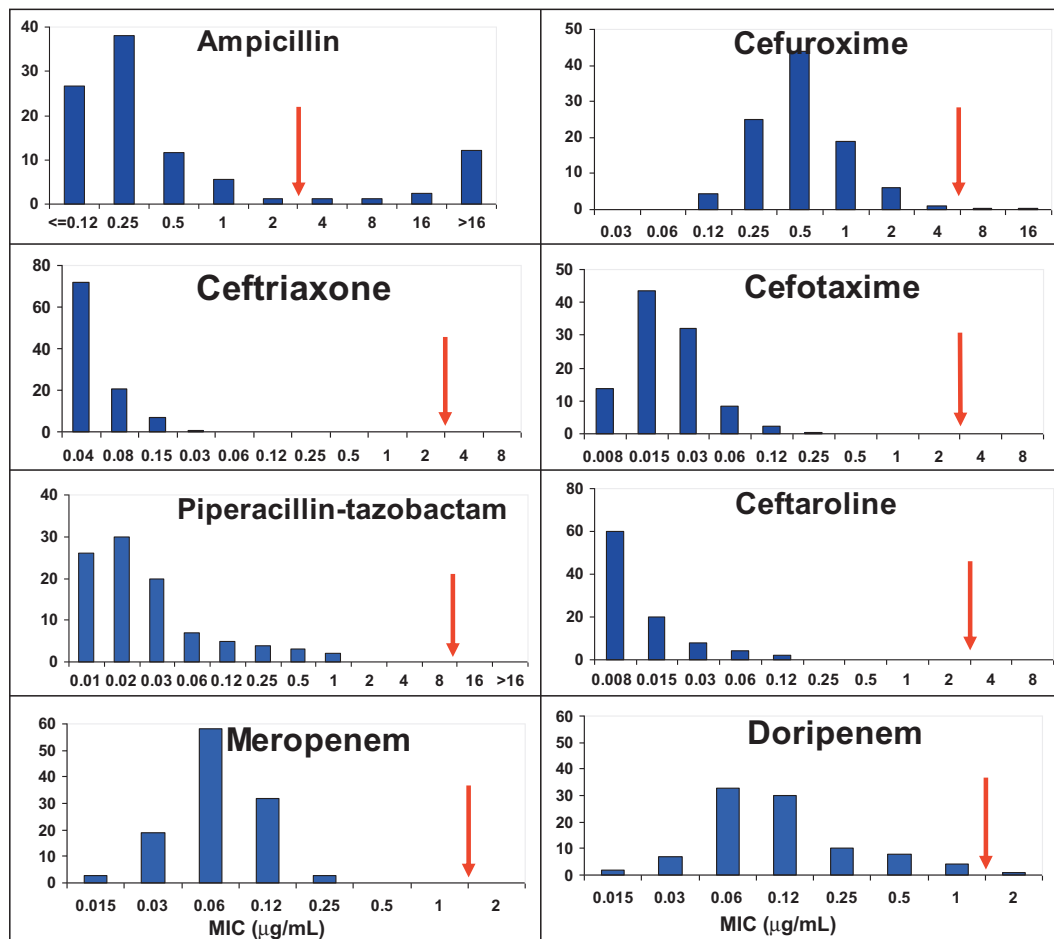 Ampicillin
40
30
20
10
0
<=0.12 0.25 0.5 1 2 4 8 16 >16
Cefuroxime
50
40
30
20
10
0
0.03 0.06 0.12 0.25 0.5 1 2 4 8 16
Ceftriaxone
80
60
40
20
0
0.04 0.08 0.15 0.03 0.06 0.12 0.25 0.5 1 2 4 8
Cefotaxime
50
40
30
20
10
0
0.008 0.015 0.03 0.06 0.12 0.25 0.5 1 2 4 8
Piperacillin-tazobactam
40
30
20
10
0
0.01 0.02 0.03 0.06 0.12 0.25 0.5 1 2 4 8 16 >16
Ceftaroline
80
60
40
20
0
0.008 0.015 0.03 0.06 0.12 0.25 0.5 1 2 4 8
Meropenem
60
50
40
30
20
10
0
0.015 0.03 0.06 0.12 0.25 0.5 1 2
MIC (μg/mL)
Doripenem
60
50
40
30
20
10
0
0.015 0.03 0.06 0.12 0.25 0.5 1 2
MIC (μg/mL)